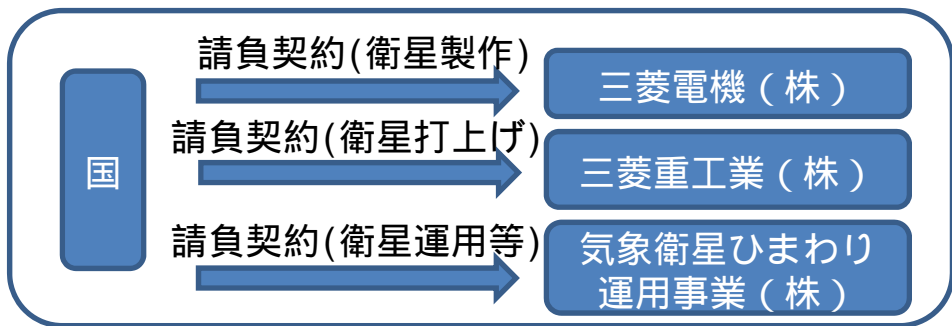 請負契約(衛星製作)
三菱電機(株)
請負契約(衛星打上げ)
国
三菱重工業(株)
請負契約(衛星運用等)
気象衛星ひまわり
運用事業(株)